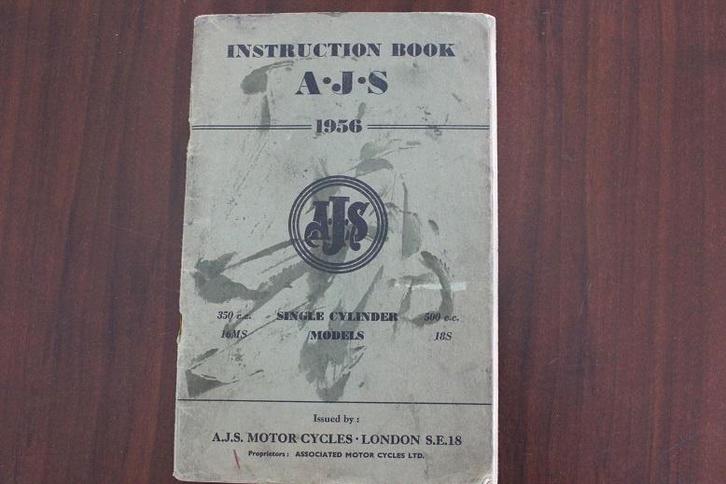 INSTRUCTION BOOK
A·J·S
1956
AJS
350 c.c. SINGLE CYLINDER 500 c.c.
16MS MODELS 18S
Issued by :
A.J.S. MOTOR CYCLES · LONDON S.E.18
Proprietors : ASSOCIATED MOTOR CYCLES LTD.